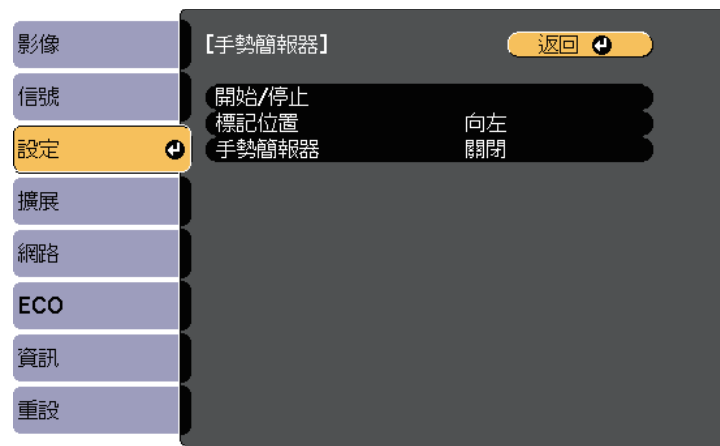 影像
信號
設定
擴展
網路
ECO
資訊
重設
[手勢簡報器]
返回
開始/停止
標記位置 向左
手勢簡報器 關閉